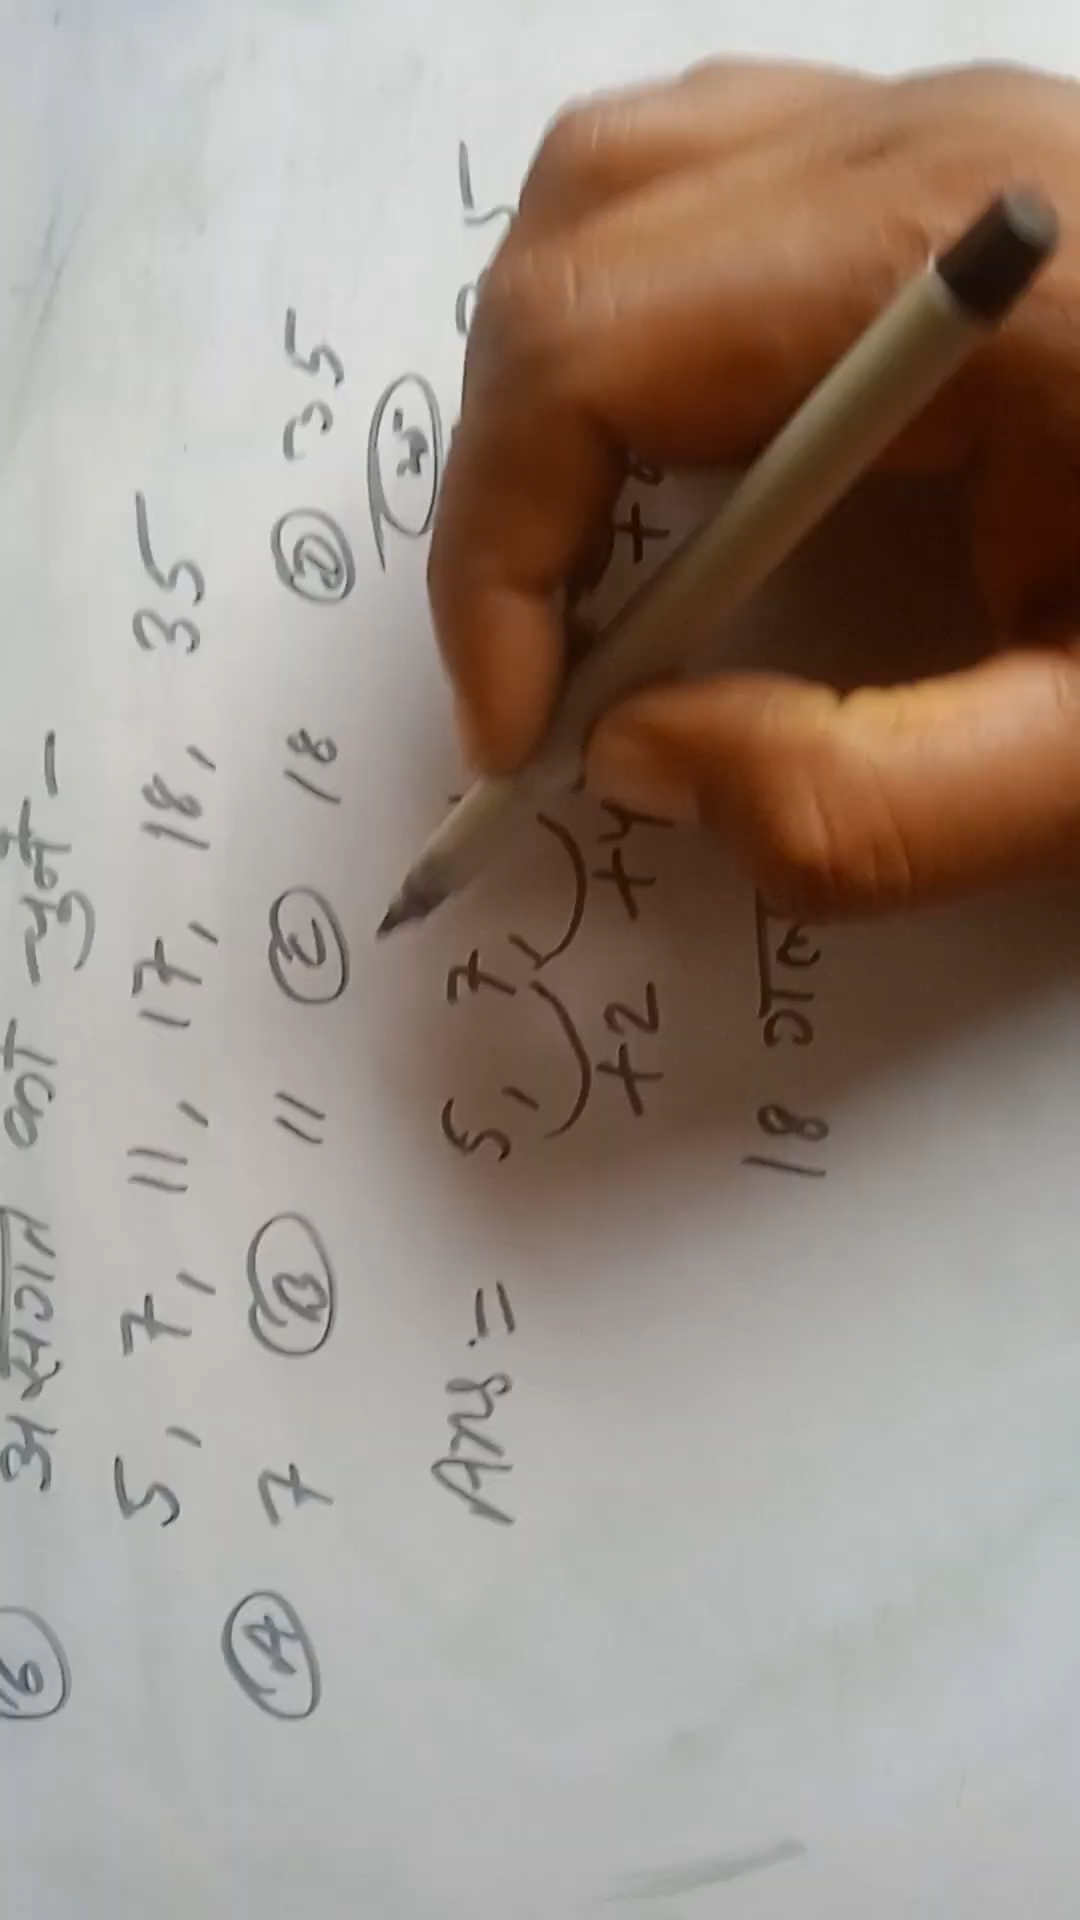 16 असंगत को चुने -
5, 7, 11, 17, 18, 35
A 7 B 11 C 18 D 35
Ans = 5, 7,
+2 +4 +
18